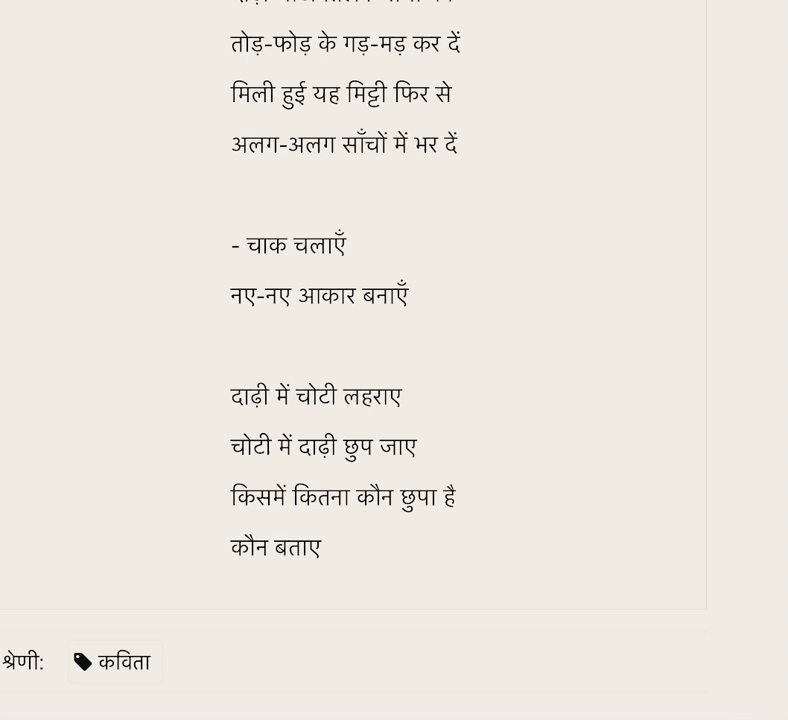 तोड़-फोड़ के गड़-मड़ कर दें
मिली हुई यह मिट्टी फिर से
अलग-अलग साँचों में भर दें
- चाक चलाएँ
नए-नए आकार बनाएँ
दाढ़ी में चोटी लहराए
चोटी में दाढ़ी छुप जाए
किसमें कितना कौन छुपा है
कौन बताए
श्रेणी: कविता